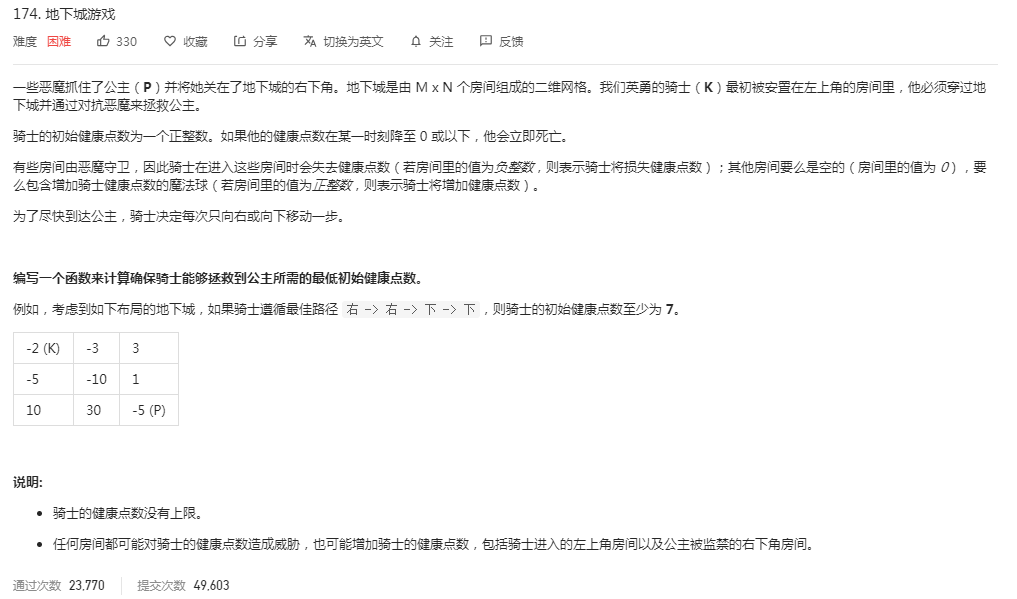 174. 地下城游戏
难度 困难 330 收藏 分享 切换为英文 关注 反馈
一些恶魔抓住了公主（P）并将她关在了地下城的右下角。地下城是由 M x N 个房间组成的二维网格。我们英勇的骑士（K）最初被安置在左上角的房间里，他必须穿过地
下城并通过对抗恶魔来拯救公主。
骑士的初始健康点数为一个正整数。如果他的健康点数在某一时刻降至 0 或以下，他会立即死亡。
有些房间由恶魔守卫，因此骑士在进入这些房间时会失去健康点数（若房间里的值为负整数，则表示骑士将损失健康点数）；其他房间要么是空的（房间里的值为 0），要
么包含增加骑士健康点数的魔法球（若房间里的值为正整数，则表示骑士将增加健康点数）。
为了尽快到达公主，骑士决定每次只向右或向下移动一步。
编写一个函数来计算确保骑士能够拯救到公主所需的最低初始健康点数。
例如，考虑到如下布局的地下城，如果骑士遵循最佳路径 右 -> 右 -> 下 -> 下，则骑士的初始健康点数至少为 7。
-2 (K) -3 3
-5 -10 1
10 30 -5 (P)
说明:
• 骑士的健康点数没有上限。
• 任何房间都可能对骑士的健康点数造成威胁，也可能增加骑士的健康点数，包括骑士进入的左上角房间以及公主被监禁的右下角房间。
通过次数 23,770 提交次数 49,603